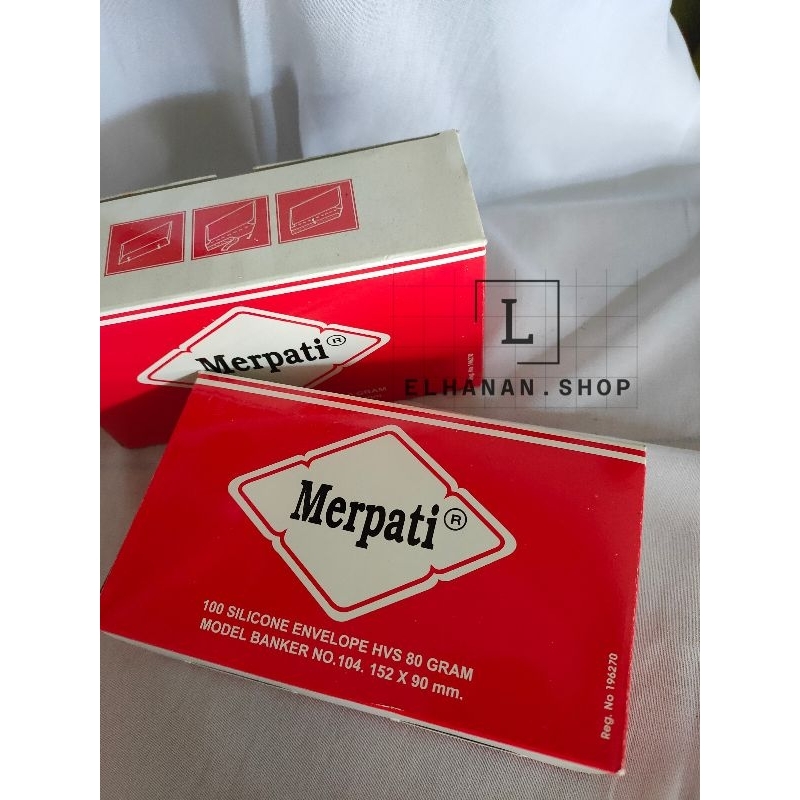 Merpati ®
GRAM
L
ELHANAN.SHOP
Merpati ®
100 SILICONE ENVELOPE HVS 80 GRAM
MODEL BANKER NO.104. 152 X 90 mm.
Reg. No 196270